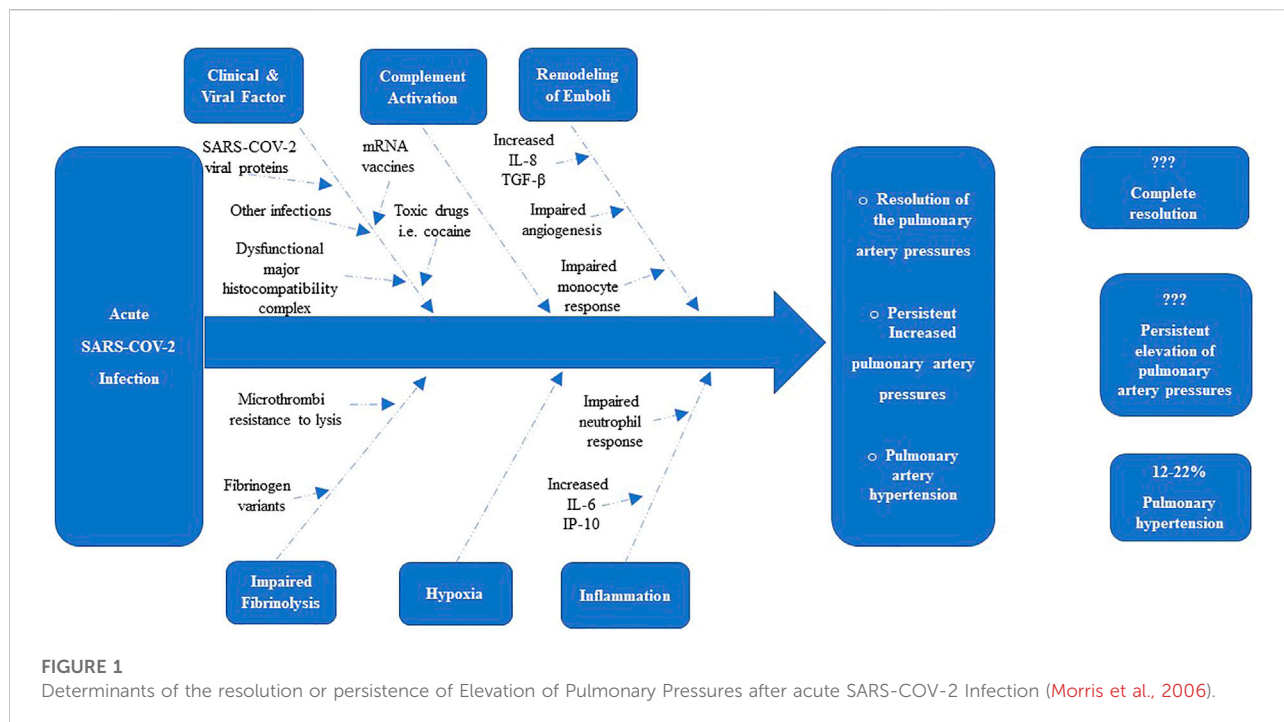 Clinical &
Viral Factor
Complement
Activation
Remodeling
of Emboli
SARS-COV-2
viral proteins
mRNA
vaccines
Increased
IL-8
TGF-β
Other infections
Toxic drugs
i.e. cocaine
Impaired
angiogenesis
Dysfunctional
major
histocompatibility
complex
Impaired
monocyte
response
Acute
SARS-COV-2
Infection
Microthrombi
resistance to lysis
Impaired
neutrophil
response
Fibrinogen
variants
Increased
IL-6
IP-10
Impaired
Fibrinolysis
Hypoxia
Inflammation
o Resolution of
the pulmonary
artery pressures
o Persistent
Increased
pulmonary artery
pressures
o Pulmonary
artery
hypertension
???
Complete
resolution
???
Persistent
elevation of
pulmonary
artery pressures
12-22%
Pulmonary
hypertension
FIGURE 1
Determinants of the resolution or persistence of Elevation of Pulmonary Pressures after acute SARS-COV-2 Infection (Morris et al., 2006).